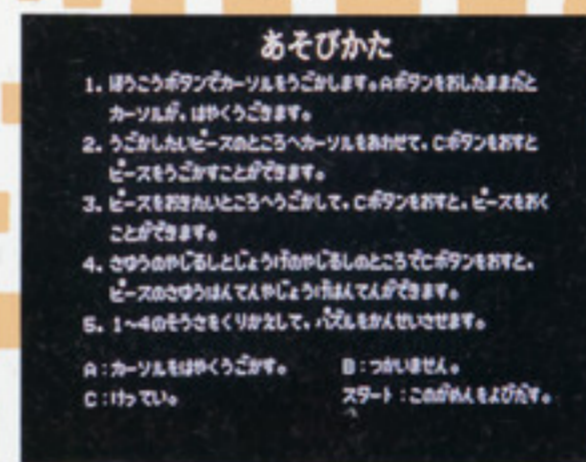 あそびかた
1. ほうこうボタンでカーソルをうごかします。Aボタンをおしたままだと
カーソルが、はやくうごきます。
2. うごかしたいピースのところへカーソルをあわせて、Cボタンをおすと
ピースをうごかすことができます。
3. ピースをおきたいところへうごかして、Cボタンをおすと、ピースをおく
ことができます。
4. さゆうのやじるしとじょうげのやじるしのところでCボタンをおすと、
ピースのさゆうはんてんやじょうげはんてんができます。
5. 1~4のそうさをくりかえして、パズルをかんせいさせます。
A:カーソルをはやくうごかす。 B:つかいません。
C:けってい。 スタート:このがめんをよびだす。